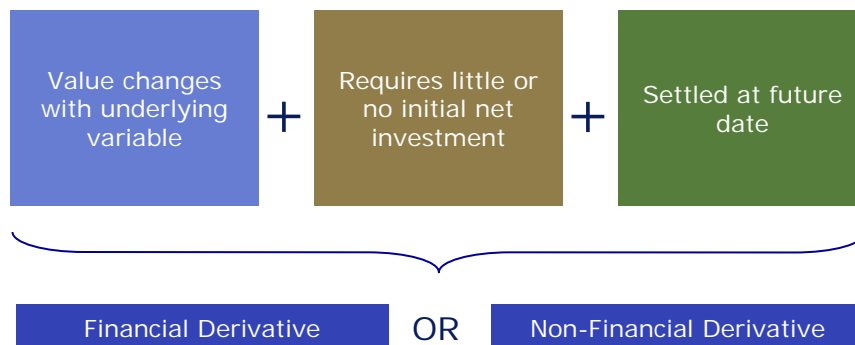 Value changes
with underlying
variable
+
Requires little or
no initial net
investment
+
Settled at future
date
Financial Derivative
OR
Non-Financial Derivative